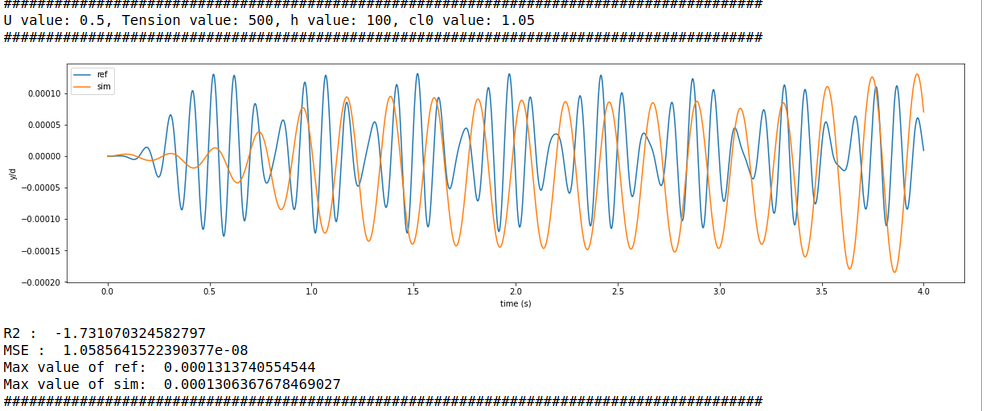 ##########################################################################################
U value: 0.5, Tension value: 500, h value: 100, cl0 value: 1.05
##########################################################################################
ref
sim
0.00010
0.00005
0.00000
−0.00005
−0.00010
−0.00015
−0.00020
y/d
0.0 0.5 1.0 1.5 2.0 2.5 3.0 3.5 4.0
time (s)
R2 :  -1.731070324582797
MSE :  1.0585641522390377e-08
Max value of ref:  0.0001313740554544
Max value of sim:  0.0001306367678469027
##########################################################################################